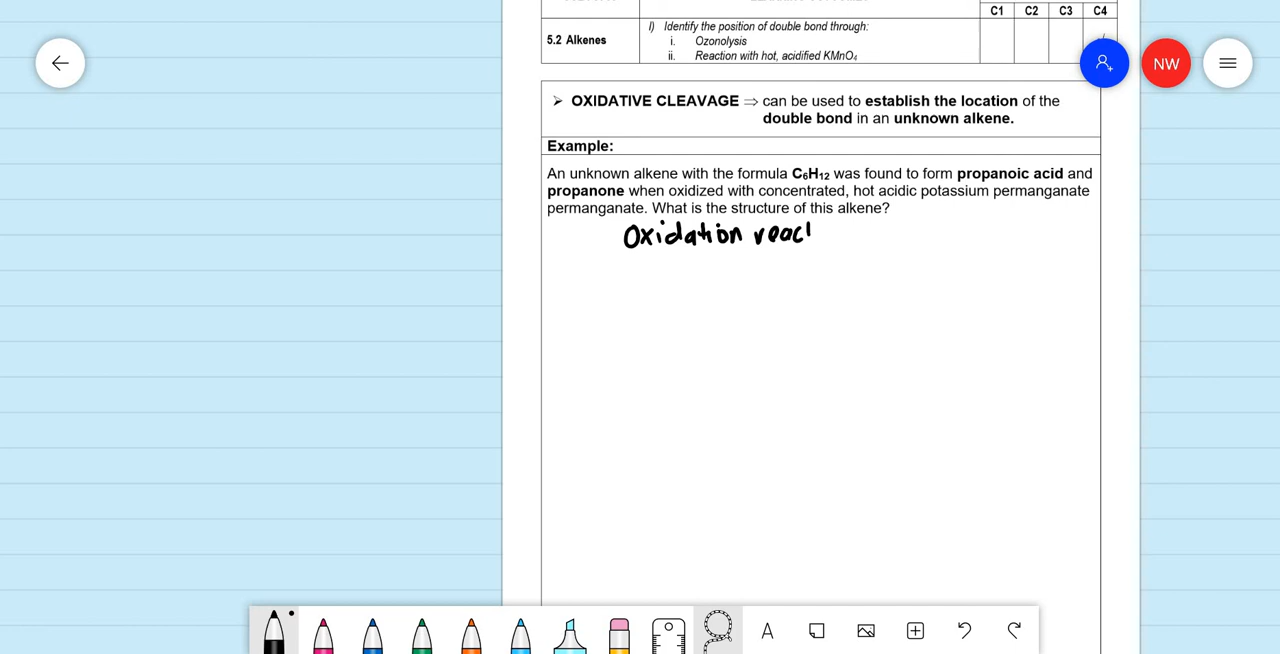 C1 C2 C3 C4
5.2 Alkenes
l) Identify the position of double bond through:
i. Ozonolysis
ii. Reaction with hot, acidified KMnO₄
/
NW
➢ OXIDATIVE CLEAVAGE ⇒ can be used to establish the location of the
double bond in an unknown alkene.
Example:
An unknown alkene with the formula C₆H₁₂ was found to form propanoic acid and
propanone when oxidized with concentrated, hot acidic potassium permanganate
permanganate. What is the structure of this alkene?
Oxidation reac
A